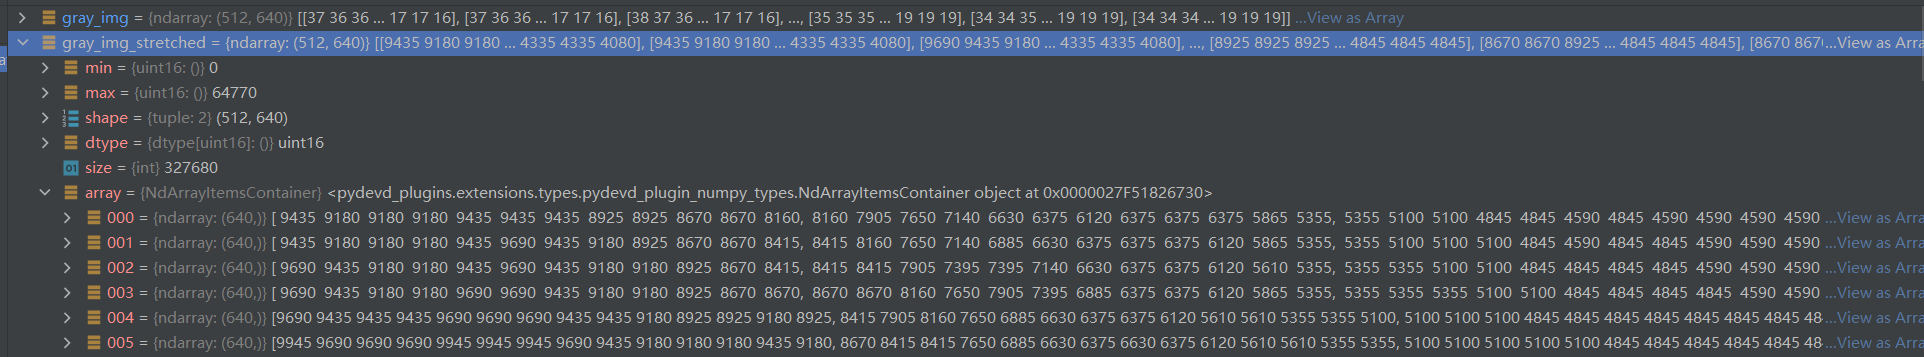 gray_img = {ndarray: (512, 640)} [[37 36 36 ... 17 17 16], [37 36 36 ... 17 17 16], [38 37 36 ... 17 17 16], ..., [35 35 35 ... 19 19 19], [34 34 35 ... 19 19 19], [34 34 34 ... 19 19 19]] ...View as Array
gray_img_stretched = {ndarray: (512, 640)} [[9435 9180 9180 ... 4335 4335 4080], [9435 9180 9180 ... 4335 4335 4080], [9690 9435 9180 ... 4335 4335 4080], ..., [8925 8925 8925 ... 4845 4845 4845], [8670 8670 8925 ... 4845 4845 4845], [8670 867 ...View as Arra
min = {uint16: ()} 0
max = {uint16: ()} 64770
shape = {tuple: 2} (512, 640)
dtype = {dtype[uint16]: ()} uint16
01 size = {int} 327680
array = {NdArrayItemsContainer} <pydevd_plugins.extensions.types.pydevd_plugin_numpy_types.NdArrayItemsContainer object at 0x0000027F51826730>
000 = {ndarray: (640,)} [ 9435 9180 9180 9180 9435 9435 9435 8925 8925 8670 8670 8160, 8160 7905 7650 7140 6630 6375 6120 6375 6375 6375 5865 5355, 5355 5100 5100 4845 4845 4590 4845 4590 4590 4590 4590 ...View as Arra
001 = {ndarray: (640,)} [ 9435 9180 9180 9180 9435 9690 9435 9180 8925 8670 8670 8415, 8415 8160 7650 7140 6885 6630 6375 6375 6375 6120 5865 5355, 5355 5100 5100 5100 4845 4590 4845 4845 4590 4590 4590 ...View as Arra
002 = {ndarray: (640,)} [ 9690 9435 9180 9180 9435 9690 9435 9180 9180 8925 8670 8415, 8415 8415 7905 7395 7395 7140 6630 6375 6375 6120 5610 5355, 5355 5355 5100 5100 4845 4845 4845 4845 4590 4590 4590 ...View as Arra
003 = {ndarray: (640,)} [ 9690 9435 9180 9180 9690 9690 9435 9180 9180 8925 8670 8670, 8670 8670 8160 7650 7905 7395 6885 6375 6375 6120 5865 5355, 5355 5355 5355 5100 5100 4845 4845 4845 4845 4590 4590 ...View as Arra
004 = {ndarray: (640,)} [9690 9435 9435 9435 9690 9690 9690 9435 9435 9180 8925 8925 9180 8925, 8415 7905 8160 7650 6885 6630 6375 6375 6120 5610 5610 5355 5355 5100, 5100 5100 5100 4845 4845 4845 4845 4845 4845 4845 48 ...View as Arra
005 = {ndarray: (640,)} [9945 9690 9690 9690 9945 9945 9945 9690 9435 9180 9180 9180 9435 9180, 8670 8415 8415 7650 6885 6630 6375 6630 6375 6120 5610 5610 5355 5355, 5100 5100 5100 5100 4845 4845 4845 4845 4845 4845 48 ...View as Arra